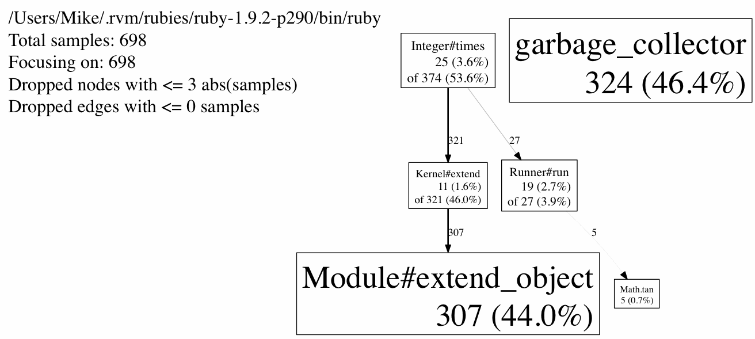 /Users/Mike/.rvm/rubies/ruby-1.9.2-p290/bin/ruby
Total samples: 698
Focusing on: 698
Dropped nodes with <= 3 abs(samples)
Dropped edges with <= 0 samples
Integer#times
25 (3.6%)
of 374 (53.6%)
garbage_collector
324 (46.4%)
321
27
Kernel#extend
11 (1.6%)
of 321 (46.0%)
Runner#run
19 (2.7%)
of 27 (3.9%)
307
5
Module#extend_object
307 (44.0%)
Math.tan
5 (0.7%)